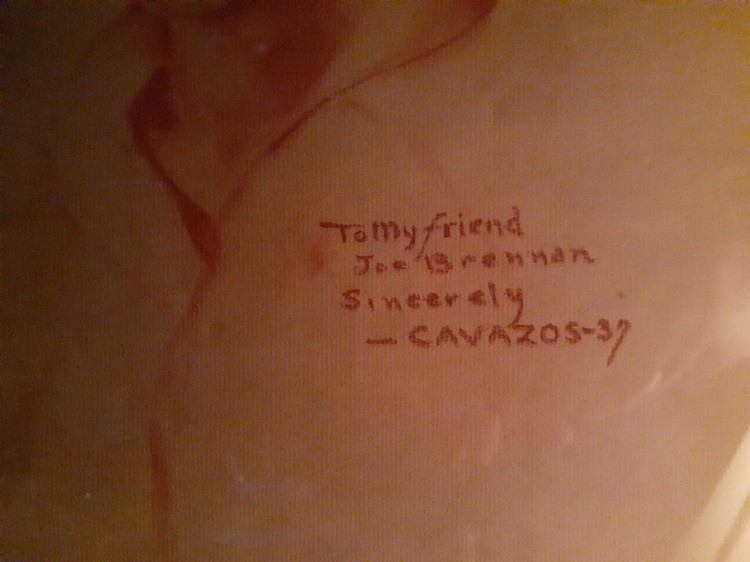 To my friend
Joe Brennan
Sincerely
— CAVAZOS-37